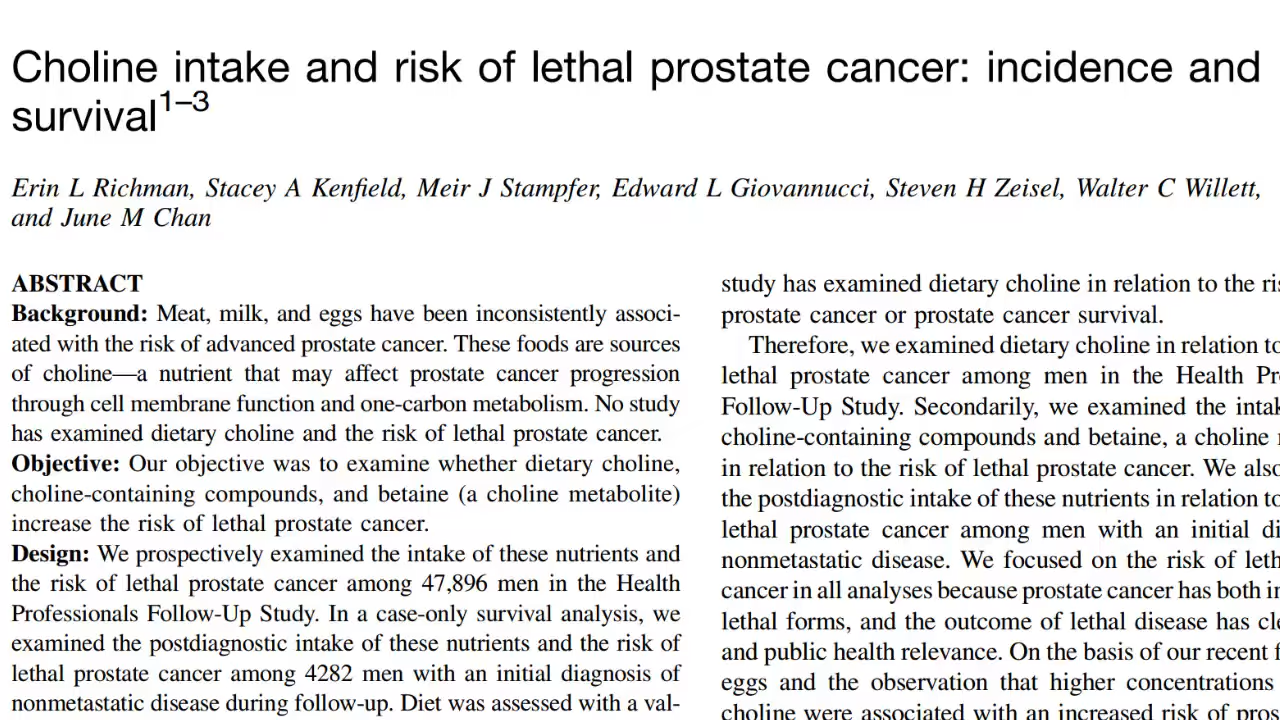 Choline intake and risk of lethal prostate cancer: incidence and
survival1–3
Erin L Richman, Stacey A Kenfield, Meir J Stampfer, Edward L Giovannucci, Steven H Zeisel, Walter C Willett,
and June M Chan
ABSTRACT
Background: Meat, milk, and eggs have been inconsistently associ-
ated with the risk of advanced prostate cancer. These foods are sources
of choline—a nutrient that may affect prostate cancer progression
through cell membrane function and one-carbon metabolism. No study
has examined dietary choline and the risk of lethal prostate cancer.
Objective: Our objective was to examine whether dietary choline,
choline-containing compounds, and betaine (a choline metabolite)
increase the risk of lethal prostate cancer.
Design: We prospectively examined the intake of these nutrients and
the risk of lethal prostate cancer among 47,896 men in the Health
Professionals Follow-Up Study. In a case-only survival analysis, we
examined the postdiagnostic intake of these nutrients and the risk of
lethal prostate cancer among 4282 men with an initial diagnosis of
nonmetastatic disease during follow-up. Diet was assessed with a val-
study has examined dietary choline in relation to the
prostate cancer or prostate cancer survival.
Therefore, we examined dietary choline in relation to
lethal prostate cancer among men in the Health
Follow-Up Study. Secondarily, we examined the
choline-containing compounds and betaine, a choline
in relation to the risk of lethal prostate cancer. We also
the postdiagnostic intake of these nutrients in relation to
lethal prostate cancer among men with an initial
nonmetastatic disease. We focused on the risk of
cancer in all analyses because prostate cancer has both
lethal forms, and the outcome of lethal disease has
and public health relevance. On the basis of our recent
eggs and the observation that higher concentrations
choline were associated with an increased risk of